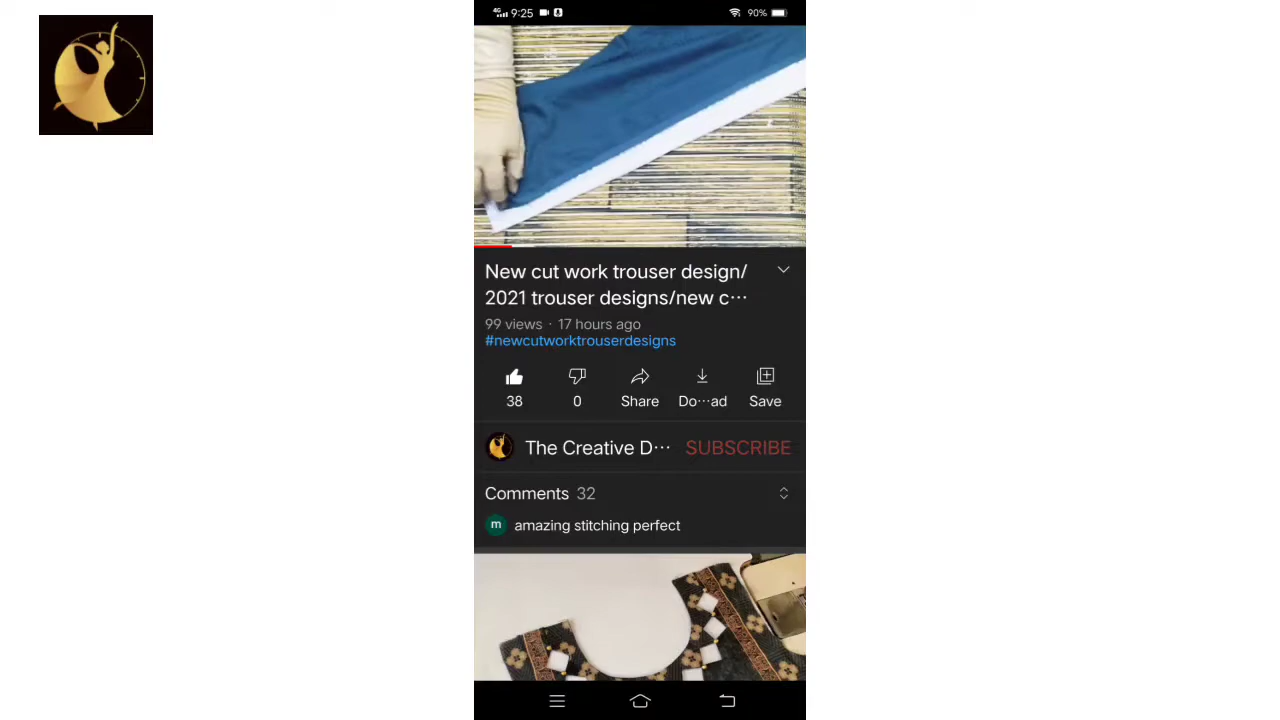 4G 9:25 90%
New cut work trouser design/
2021 trouser designs/new c···
99 views · 17 hours ago
#newcutworktrouserdesigns
38 0 Share Do···ad Save
The Creative D··· SUBSCRIBE
Comments 32
m amazing stitching perfect